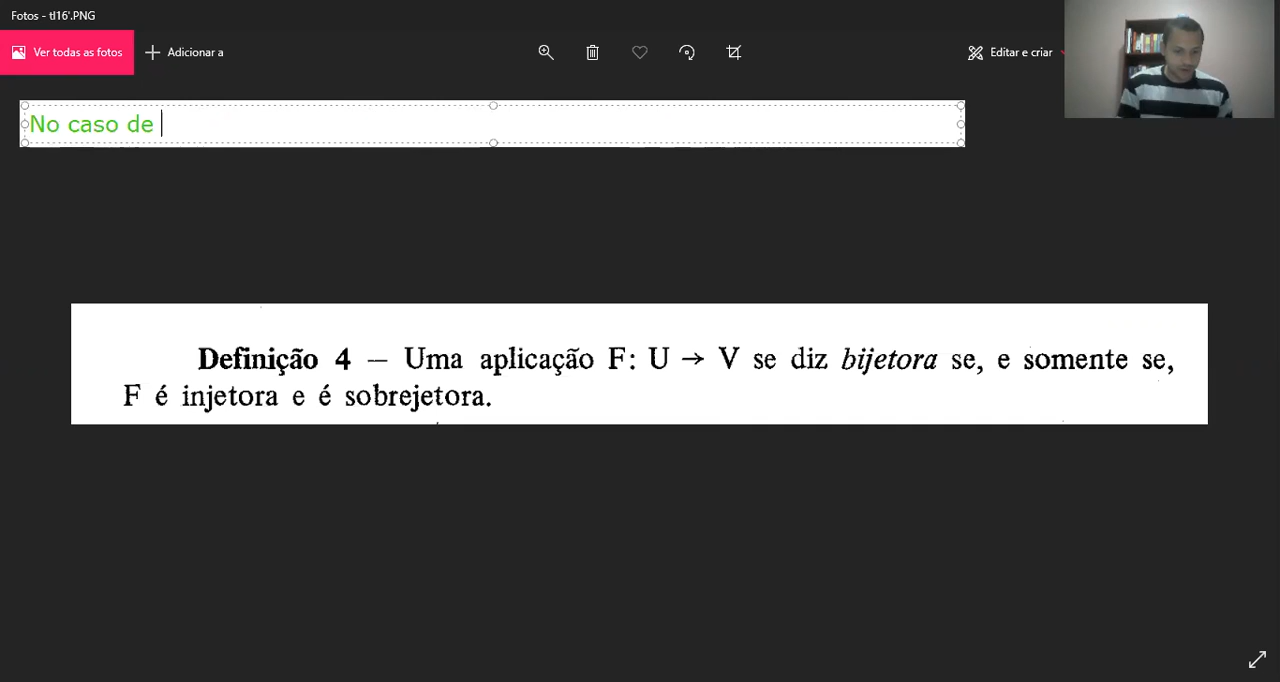 Fotos - tl16'.PNG
Ver todas as fotos
Adicionar a
Editar e criar
No caso de
Definição 4 — Uma aplicação F: U → V se diz bijetora se, e somente se,
F é injetora e é sobrejetora.